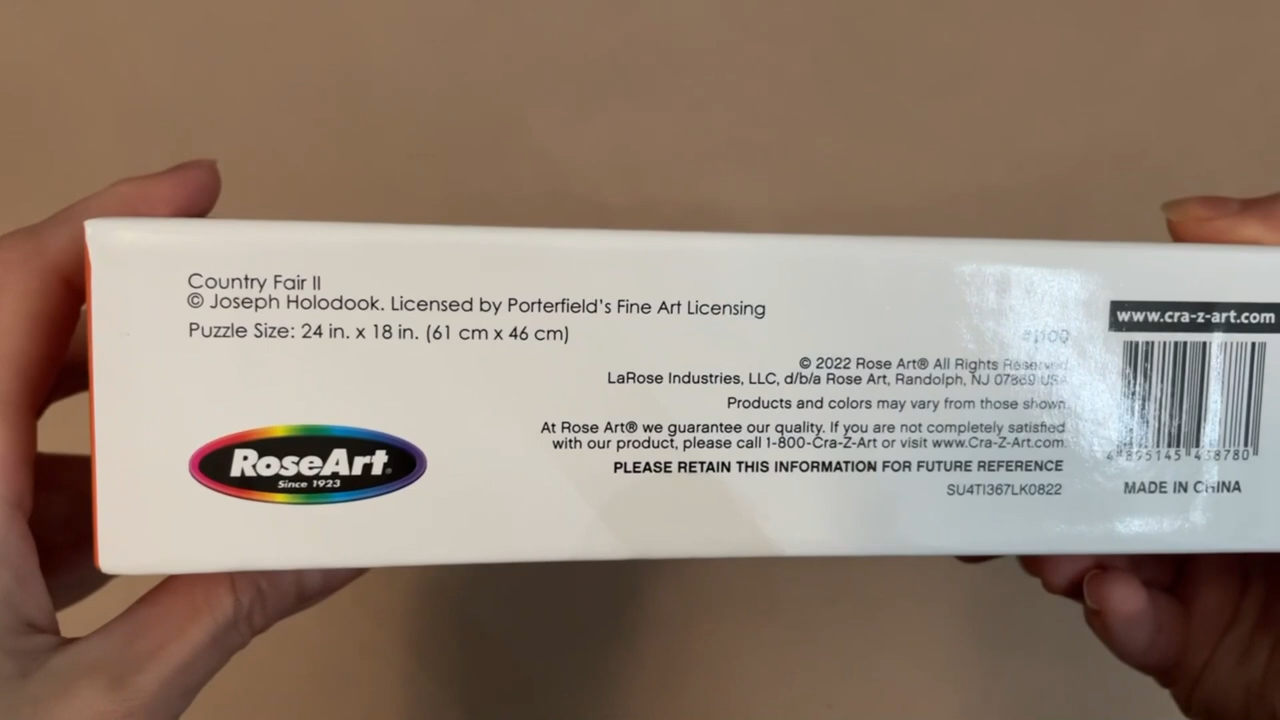 Country Fair II
© Joseph Holodook. Licensed by Porterfield's Fine Art Licensing
Puzzle Size: 24 in. x 18 in. (61 cm x 46 cm)
www.cra-z-art.com
© 2022 Rose Art® All Rights Reserved
LaRose Industries, LLC, d/b/a Rose Art, Randolph, NJ 07869 USA
Products and colors may vary from those shown.
At Rose Art® we guarantee our quality. If you are not completely satisfied
with our product, please call 1-800-Cra-Z-Art or visit www.Cra-Z-Art.com.
PLEASE RETAIN THIS INFORMATION FOR FUTURE REFERENCE
SU4TI367LK0822
RoseArt®
Since 1923
4 895145 438780
MADE IN CHINA